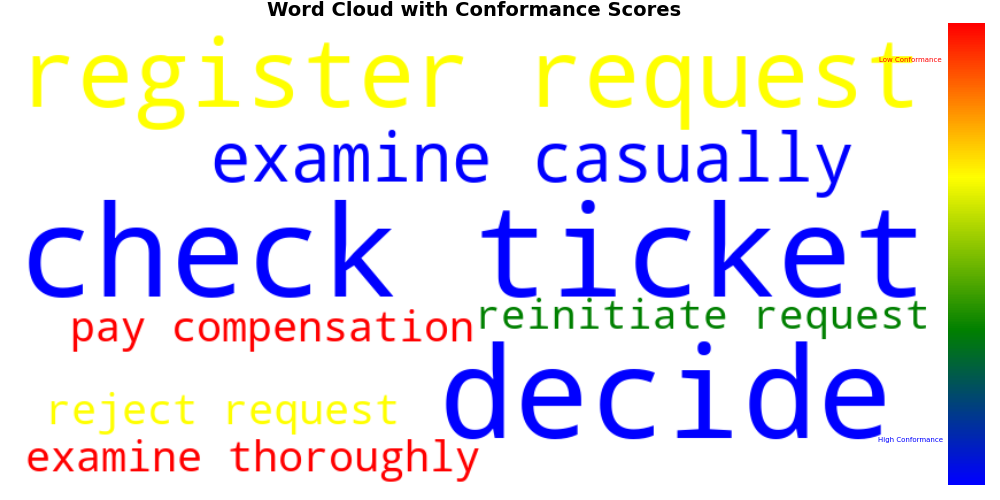 Word Cloud with Conformance Scores
register request
Low Conformance
examine casually
check ticket
pay compensation
reinitiate request
decide
reject request
High Conformance
examine thoroughly